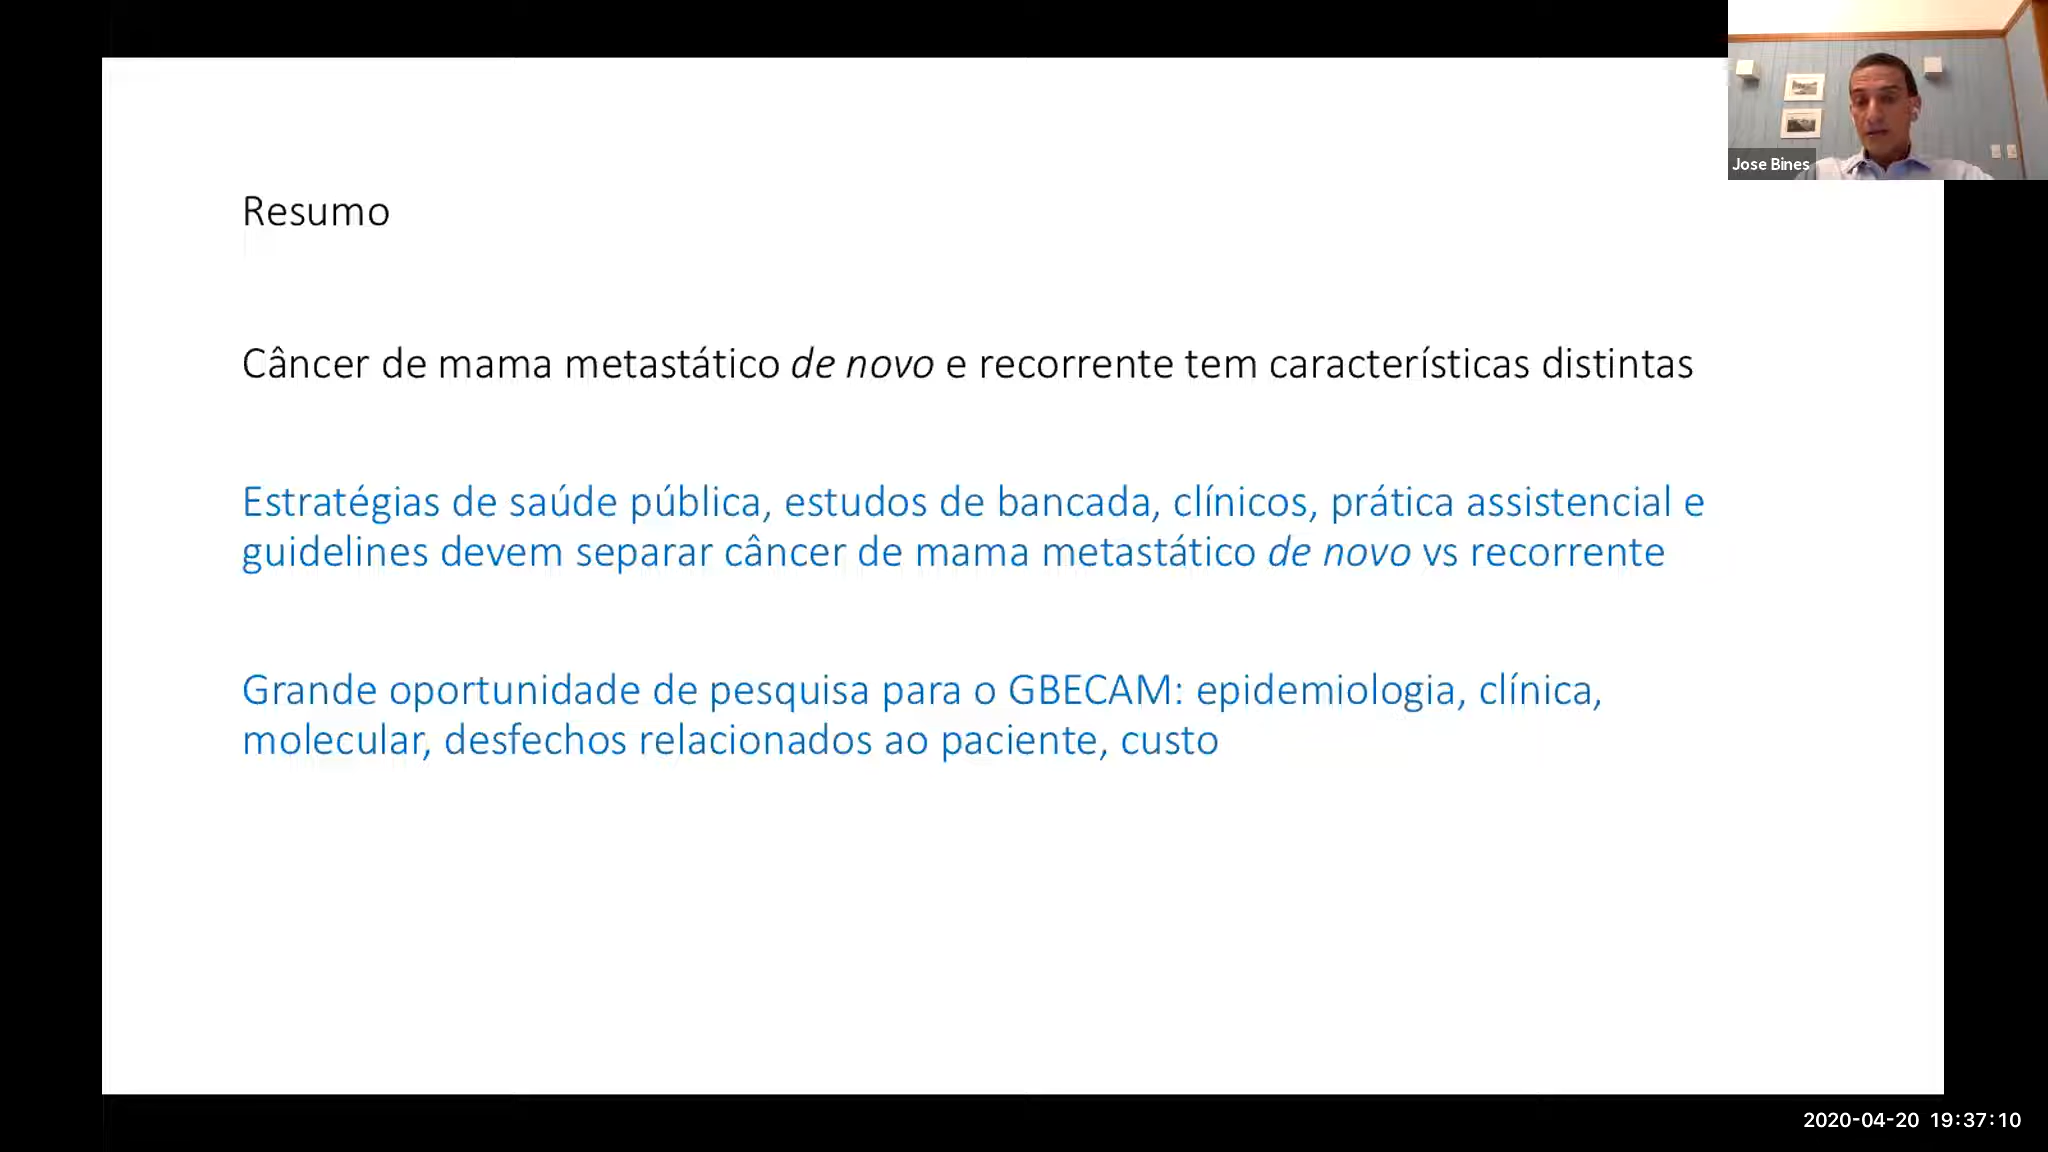 Jose Bines
Resumo
Câncer de mama metastático de novo e recorrente tem características distintas
Estratégias de saúde pública, estudos de bancada, clínicos, prática assistencial e
guidelines devem separar câncer de mama metastático de novo vs recorrente
Grande oportunidade de pesquisa para o GBECAM: epidemiologia, clínica,
molecular, desfechos relacionados ao paciente, custo
2020-04-20 19:37:10